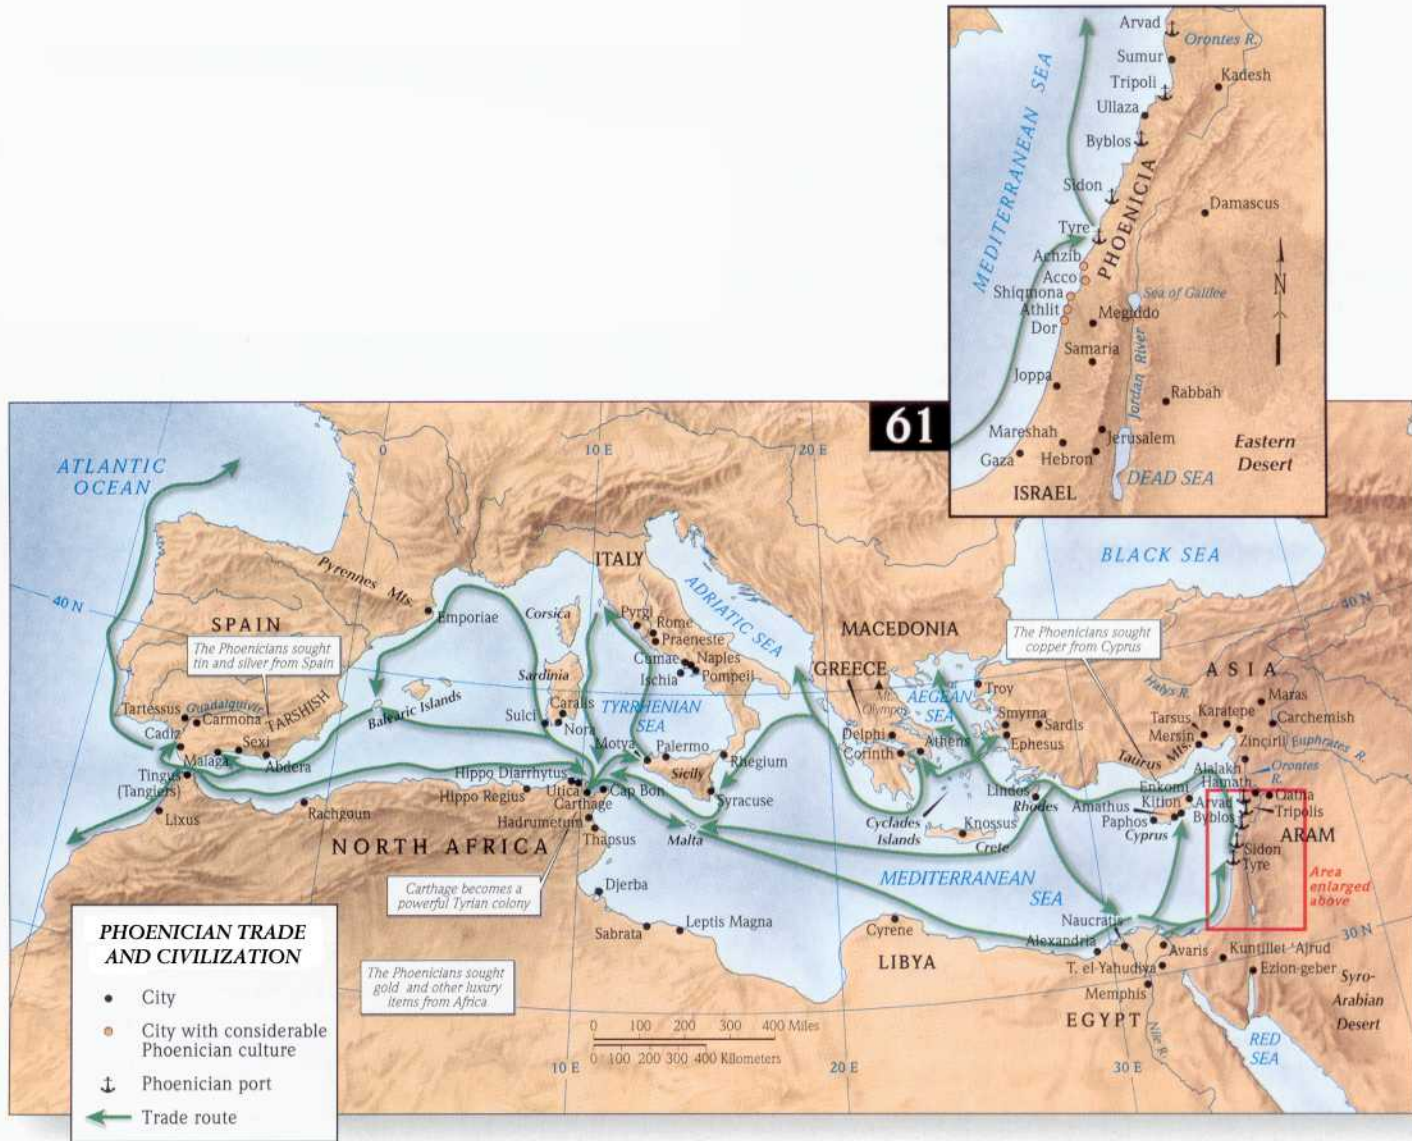 Arvad
Orontes R.
Sumur
Kadesh
Tripoli
Ullaza
Byblos
MEDITERRANEAN SEA
Sidon
PHOENICIA
Damascus
Tyre
Achzib
Acco
Shiqmona
Sea of Galilee
N
Athlit
Megiddo
Dor
Samaria
Joppa
Jordan River
Rabbah
Mareshah
Jerusalem
Gaza
Hebron
Eastern
Desert
DEAD SEA
ISRAEL
61
ATLANTIC
OCEAN
0
10 E
20 E
BLACK SEA
40 N
40 N
Pyrennes Mts.
ITALY
ADRIATIC SEA
SPAIN
The Phoenicians sought
tin and silver from Spain
Emporiae
Corsica
Pyrgi
Rome
Praeneste
MACEDONIA
The Phoenicians sought
copper from Cyprus
Cumae
Naples
Ischia
Pompeii
GREECE
Mt.
Olympos
AEGEAN
SEA
Troy
ASIA
Halys R.
Maras
Sardinia
Balearic Islands
Tartessus
Guadalquivir
Carmona
TARSHISH
Cadiz
Sexi
Malaga
Abdera
Caralis
Sulci
Nora
TYRRHENIAN
SEA
Motya
Palermo
Rhegium
Sicily
Syracuse
Delphi
Corinth
Athens
Smyrna
Sardis
Ephesus
Tarsus
Karatepe
Carchemish
Mersin
Zincirli
Euphrates R.
Taurus Mts.
Alalakh
Orontes
R.
Hamath
Qatna
Tingus
(Tangiers)
Lixus
Rachgoun
Hippo Diarrhytus
Hippo Regius
Utica
Cap Bon
Carthage
Hadrumetum
Thapsus
NORTH AFRICA
Malta
Cyclades
Islands
Knossus
Crete
Lindos
Rhodes
Enkomi
Amathus
Kition
Paphos
Cyprus
Arvad
Byblos
Tripolis
ARAM
Sidon
Tyre
Area
enlarged
above
Carthage becomes a
powerful Tyrian colony
Djerba
Sabrata
Leptis Magna
MEDITERRANEAN
SEA
Cyrene
LIBYA
Naucratis
Alexandria
Avaris
Kuntillet 'Ajrud
30 N
T. el Yahudiya
Ezion-geber
Memphis
EGYPT
Nile R.
Syro-
Arabian
Desert
RED
SEA
The Phoenicians sought
gold and other luxury
items from Africa
0 100 200 300 400 Miles
0 100 200 300 400 Kilometers
10 E
20 E
30 E
PHOENICIAN TRADE
AND CIVILIZATION
City
City with considerable
Phoenician culture
Phoenician port
Trade route